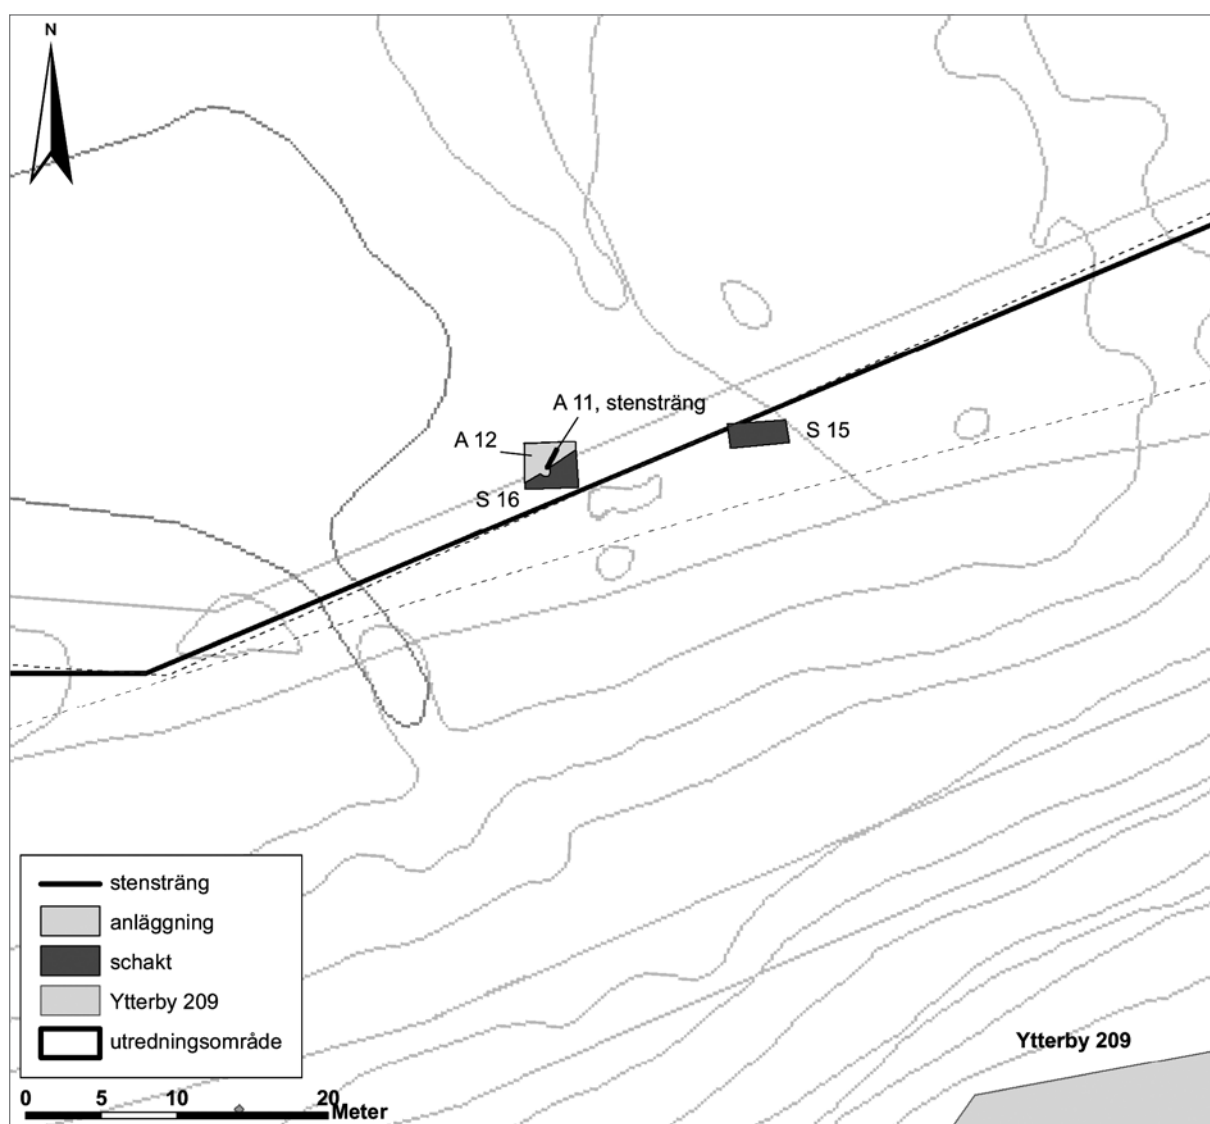 N
A 11, stensträng
A 12
S 15
S 16
stensträng
anläggning
schakt
Ytterby 209
utredningsområde
Ytterby 209
0 5 10 20
Meter